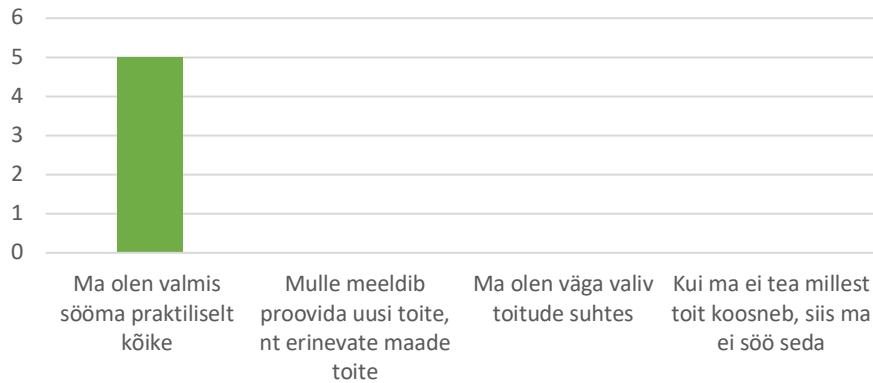 6
5
4
3
2
1
0
Ma olen valmis
sööma praktiliselt
kõike
Mulle meeldib
proovida uusi toite,
nt erinevate maade
toite
Ma olen väga valiv
toitude suhtes
Kui ma ei tea millest
toit koosneb, siis ma
ei söö seda